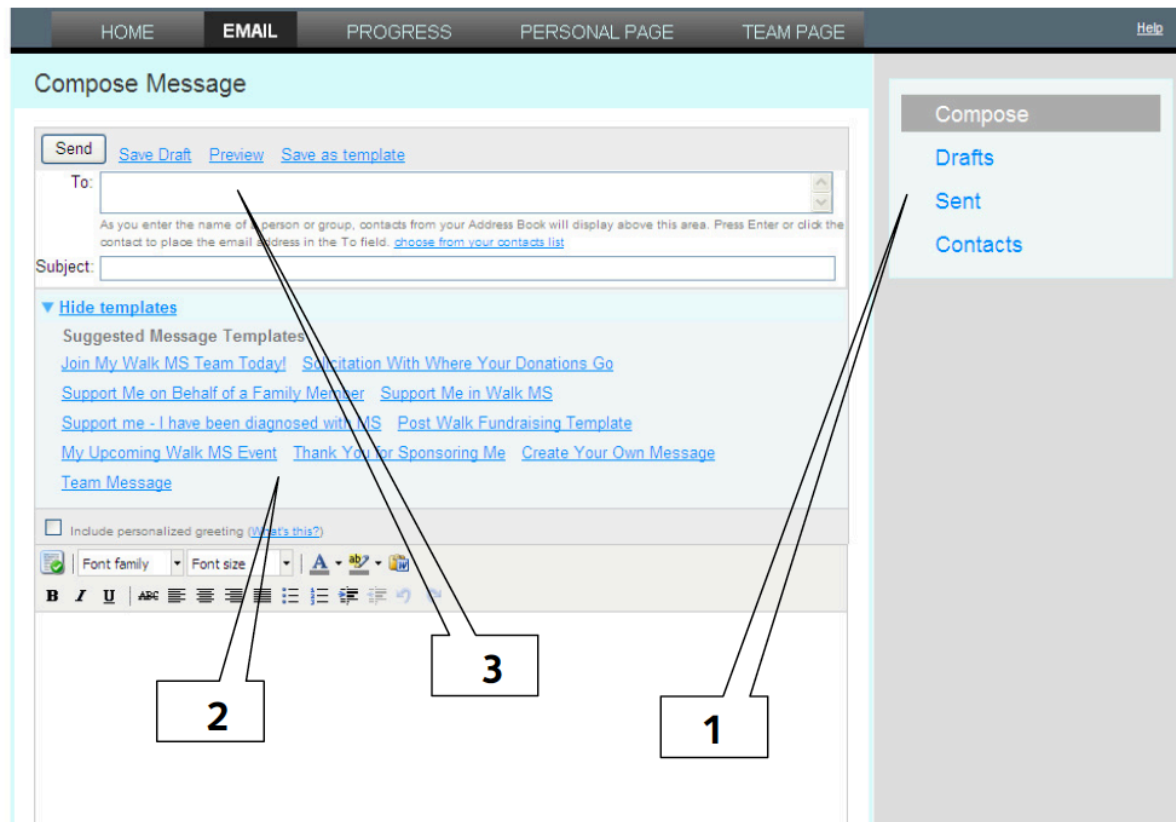 HOME EMAIL PROGRESS PERSONAL PAGE TEAM PAGE Help
Compose Message
Send Save Draft Preview Save as template
To:
As you enter the name of a person or group, contacts from your Address Book will display above this area. Press Enter or click the
contact to place the email address in the To field. choose from your contacts list
Subject:
Hide templates
Suggested Message Templates
Join My Walk MS Team Today! Solicitation With Where Your Donations Go
Support Me on Behalf of a Family Member Support Me in Walk MS
Support me - I have been diagnosed with MS Post Walk Fundraising Template
My Upcoming Walk MS Event Thank You for Sponsoring Me Create Your Own Message
Team Message
Include personalized greeting (What's this?)
Font family Font size A ab W
B I U ABC
Compose
Drafts
Sent
Contacts
3
2
1